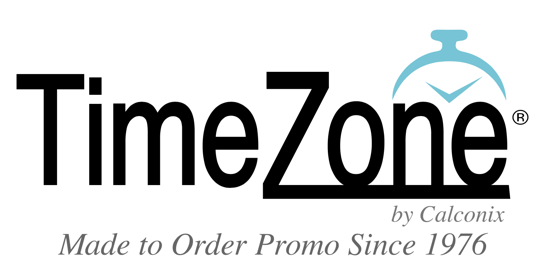 TimeZone®
by Calconix
Made to Order Promo Since 1976